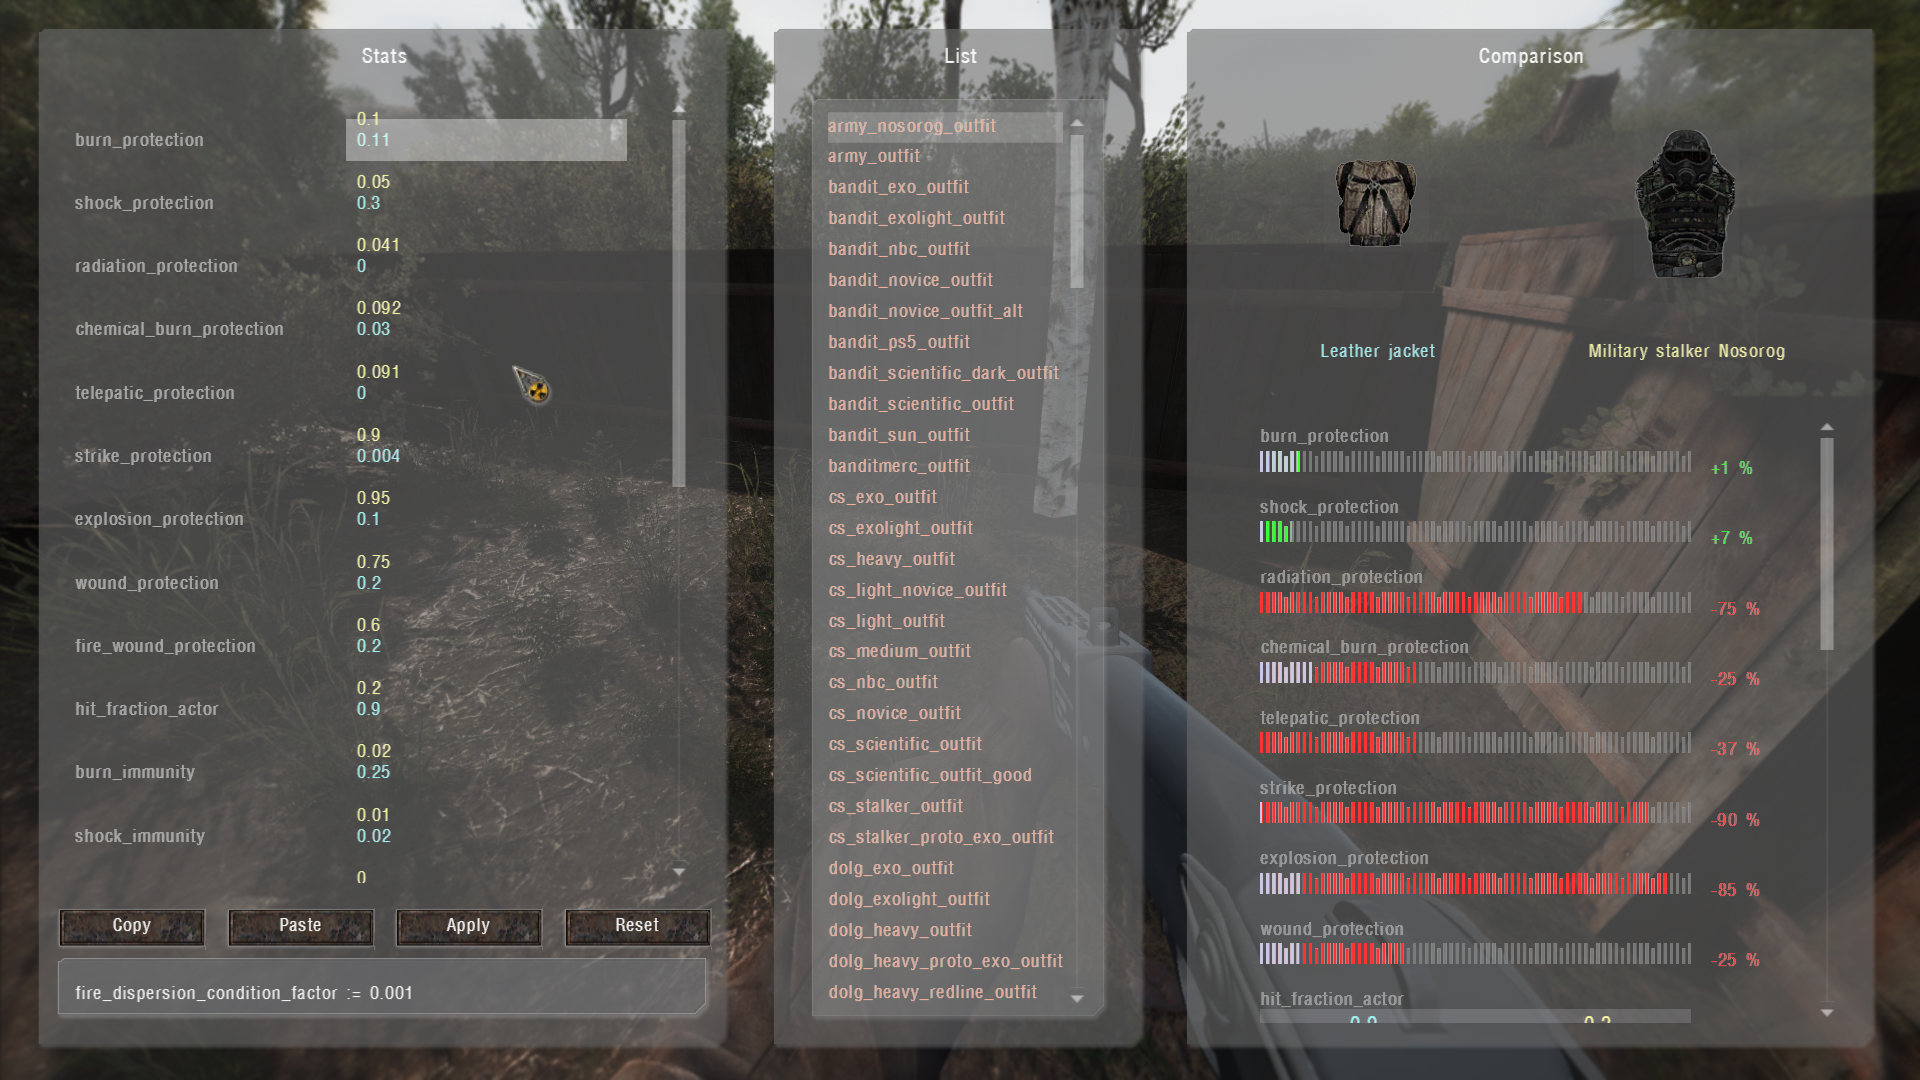 Stats
burn_protection
0.1
0.11
shock_protection
0.05
0.3
radiation_protection
0.041
0
chemical_burn_protection
0.092
0.03
telepatic_protection
0.091
0
strike_protection
0.9
0.004
explosion_protection
0.95
0.1
wound_protection
0.75
0.2
fire_wound_protection
0.6
0.2
hit_fraction_actor
0.2
0.9
burn_immunity
0.02
0.25
shock_immunity
0.01
0.02
0
Copy
Paste
Apply
Reset
fire_dispersion_condition_factor := 0.001
List
army_nosorog_outfit
army_outfit
bandit_exo_outfit
bandit_exolight_outfit
bandit_nbc_outfit
bandit_novice_outfit
bandit_novice_outfit_alt
bandit_ps5_outfit
bandit_scientific_dark_outfit
bandit_scientific_outfit
bandit_sun_outfit
banditmerc_outfit
cs_exo_outfit
cs_exolight_outfit
cs_heavy_outfit
cs_light_novice_outfit
cs_light_outfit
cs_medium_outfit
cs_nbc_outfit
cs_novice_outfit
cs_scientific_outfit
cs_scientific_outfit_good
cs_stalker_outfit
cs_stalker_proto_exo_outfit
dolg_exo_outfit
dolg_exolight_outfit
dolg_heavy_outfit
dolg_heavy_proto_exo_outfit
dolg_heavy_redline_outfit
Comparison
Leather jacket
Military stalker Nosorog
burn_protection
+1 %
shock_protection
+7 %
radiation_protection
-75 %
chemical_burn_protection
-25 %
telepatic_protection
-37 %
strike_protection
-90 %
explosion_protection
-85 %
wound_protection
-25 %
hit_fraction_actor